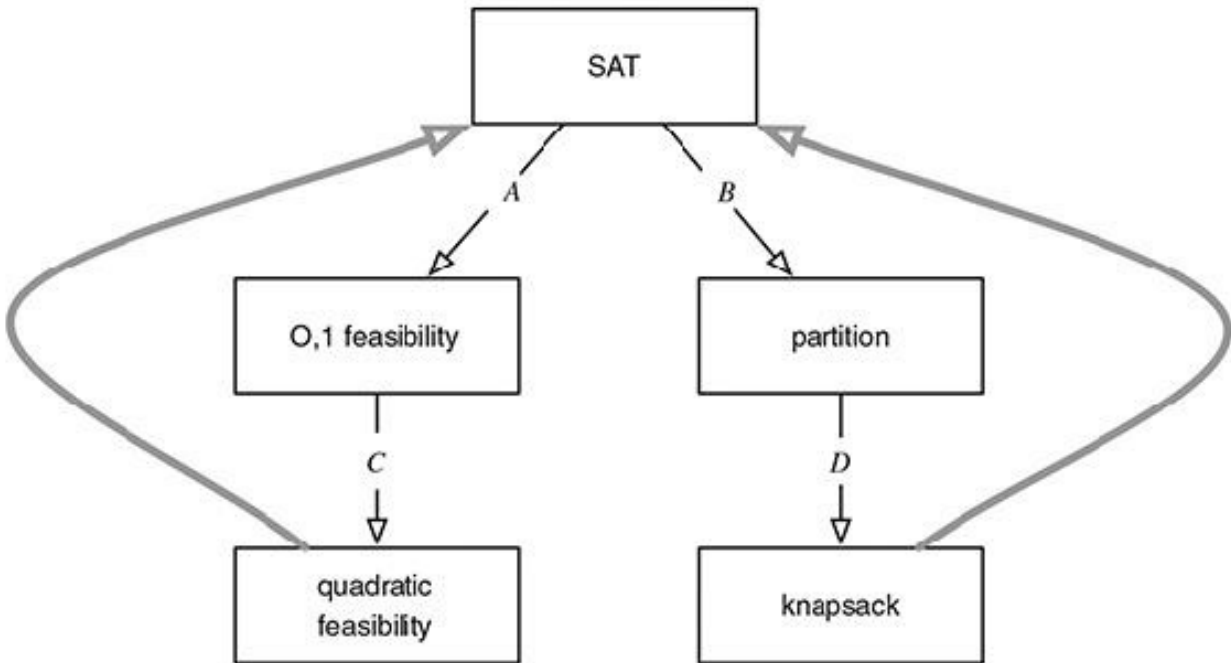 SAT
A
B
O,1 feasibility
partition
C
D
quadratic
feasibility
knapsack